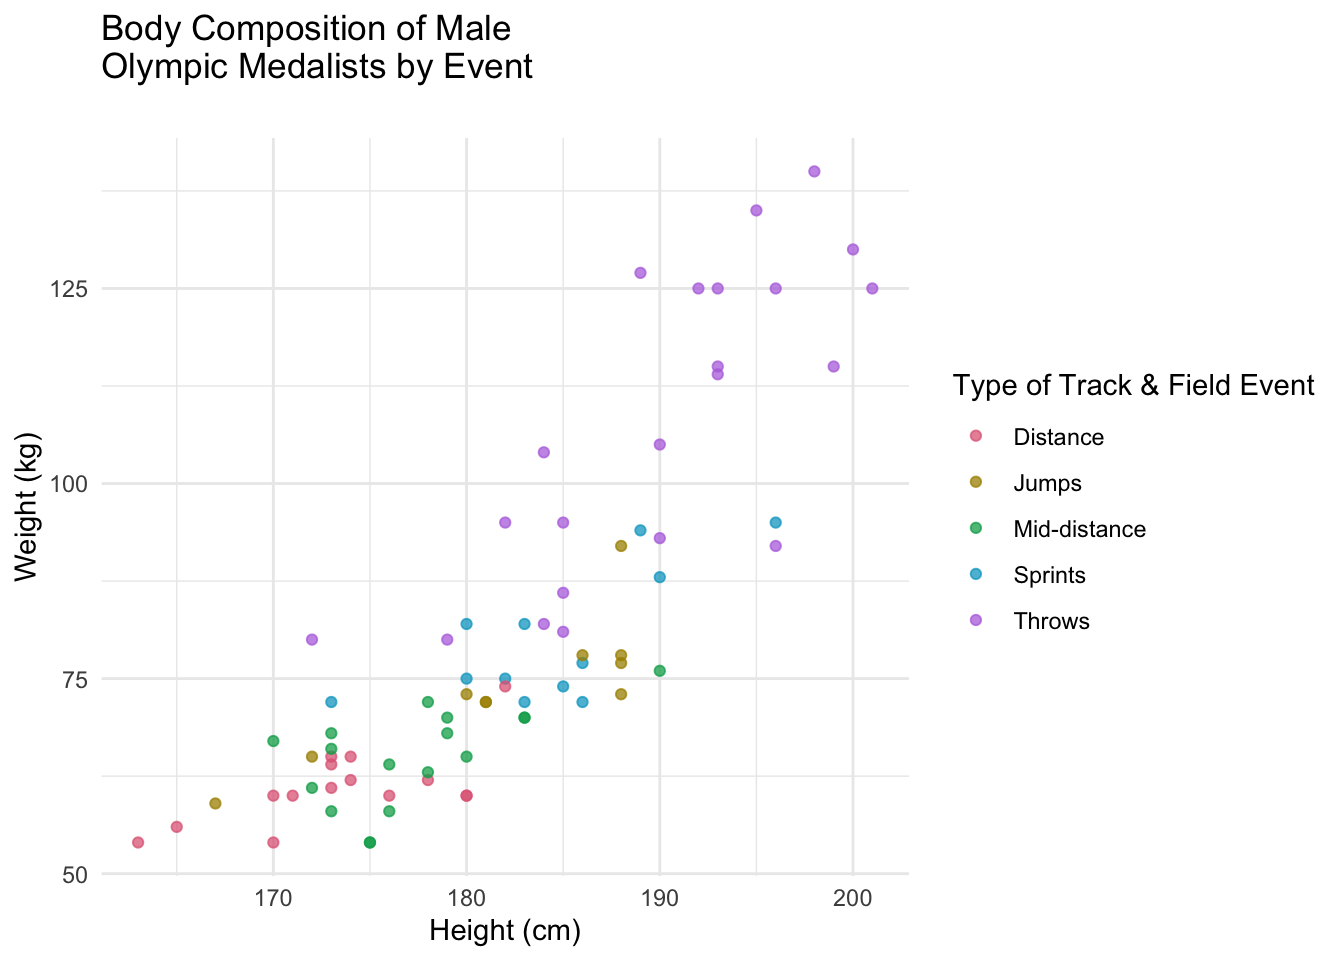 Body Composition of Male
Olympic Medalists by Event
125
100
75
50
Weight (kg)
170 180 190 200
Height (cm)
Type of Track & Field Event
Distance
Jumps
Mid-distance
Sprints
Throws